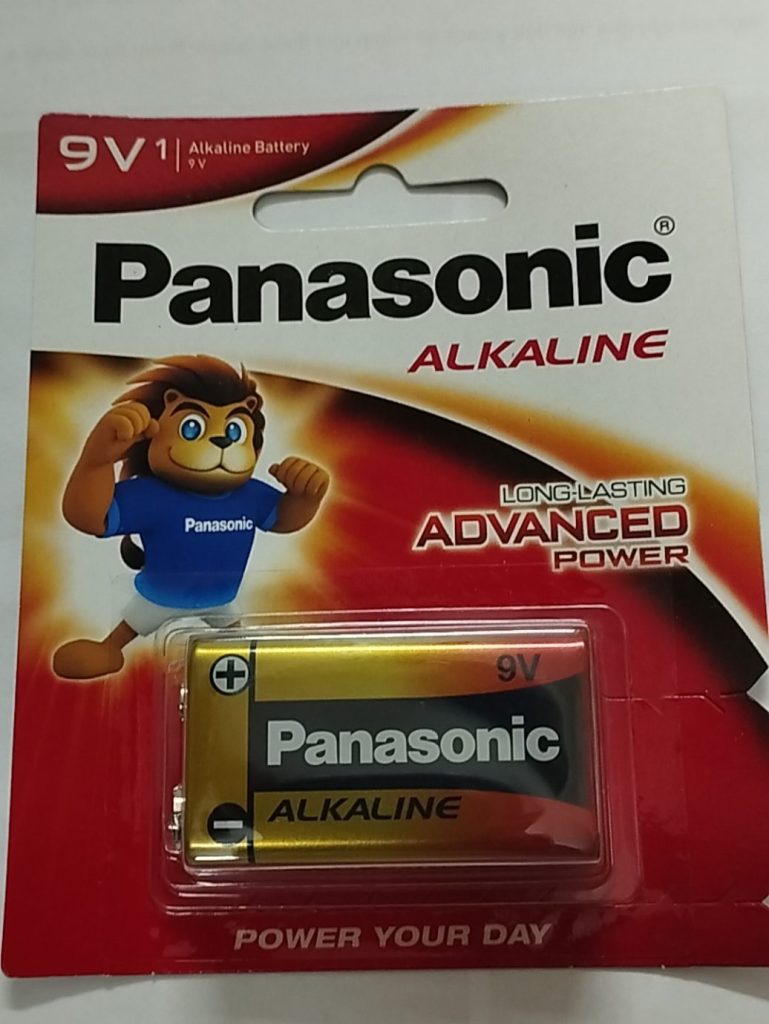 9V 1 Alkaline Battery
9V
Panasonic®
ALKALINE
LONG-LASTING
ADVANCED
POWER
Panasonic
+ 9V
Panasonic
ALKALINE
-
POWER YOUR DAY